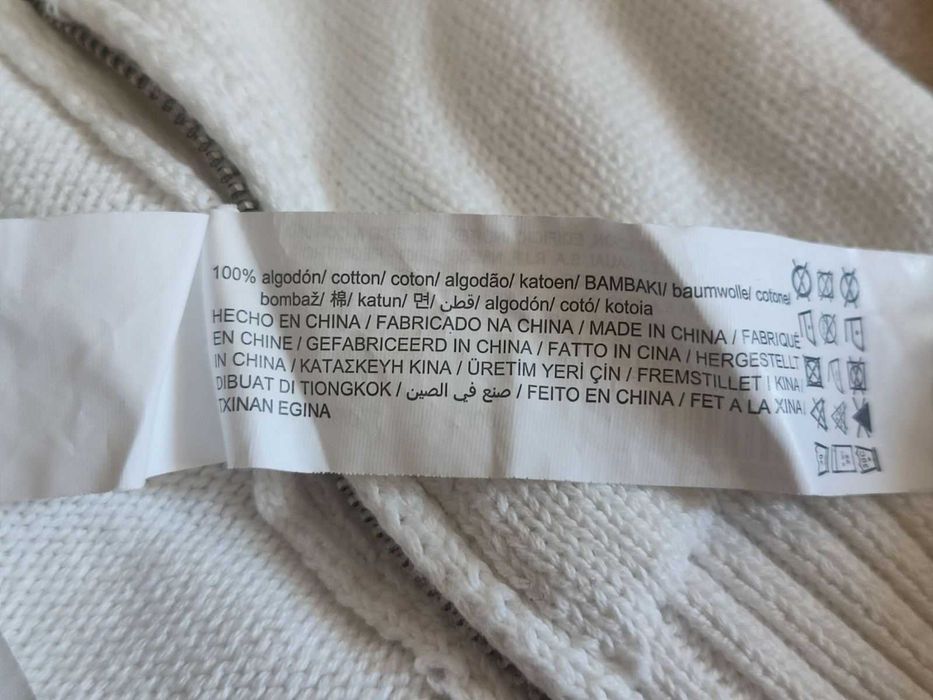 100% algodón/ cotton/ coton/ algodão/ katoen/ BAMBAKI/ baumwolle/ cotone/
bombaž/ 棉/ katun/ 면/ قطن/ algodón/ cotó/ kotoia
HECHO EN CHINA / FABRICADO NA CHINA / MADE IN CHINA / FABRIQUÉ
EN CHINE / GEFABRICEERD IN CHINA / FATTO IN CINA / HERGESTELLT
IN CHINA / ΚΑΤΑΣΚΕΥΗ ΚΙΝΑ / ÜRETİM YERİ ÇİN / FREMSTILLET I KINA/
DIBUAT DI TIONGKOK / صنع في الصين / FEITO EN CHINA / FET A LA XINA/
TXINAN EGINA